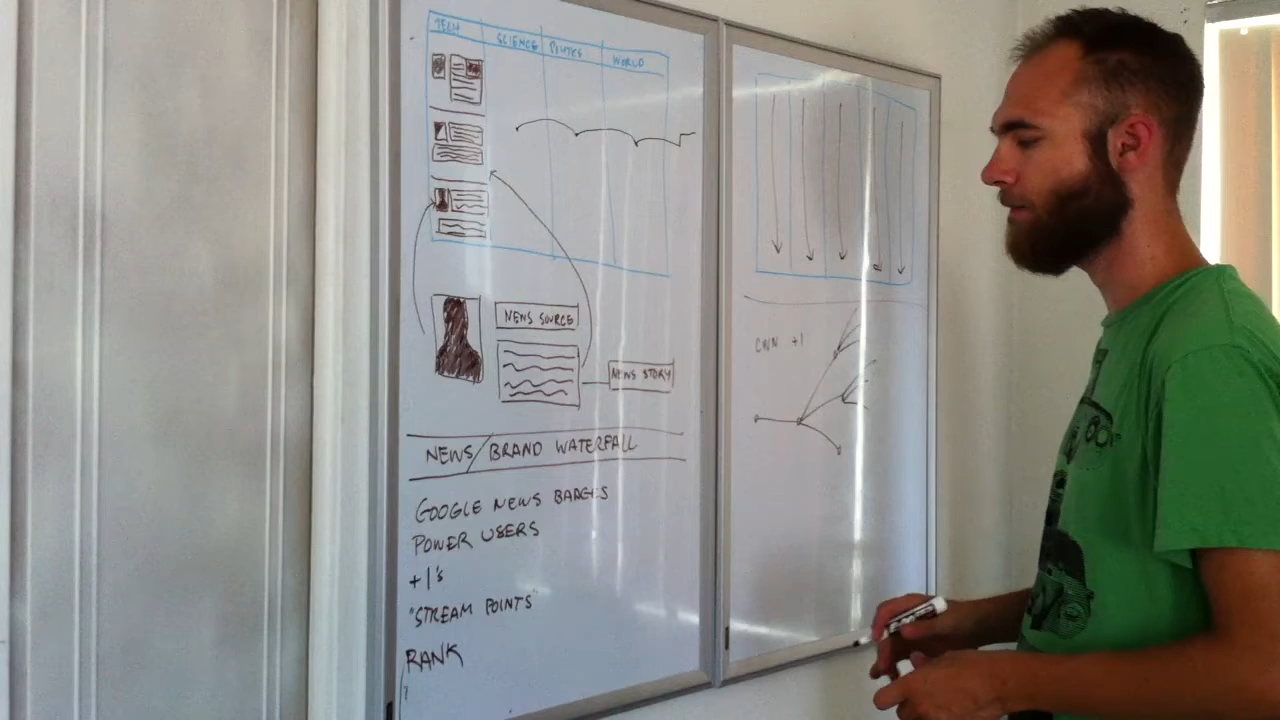 TECH
SCIENCE
WORLD
NEWS SOURCE
NEWS STORY
NEWS/BRAND WATERFALL
GOOGLE NEWS BADGES
POWER USERS
+1's
"STREAM POINTS"
RANK
CNN +1